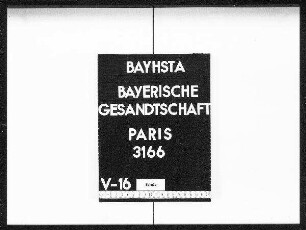 BAYHSTA
BAYERISCHE
GESANDTSCHAFT
PARIS
3166
V-16